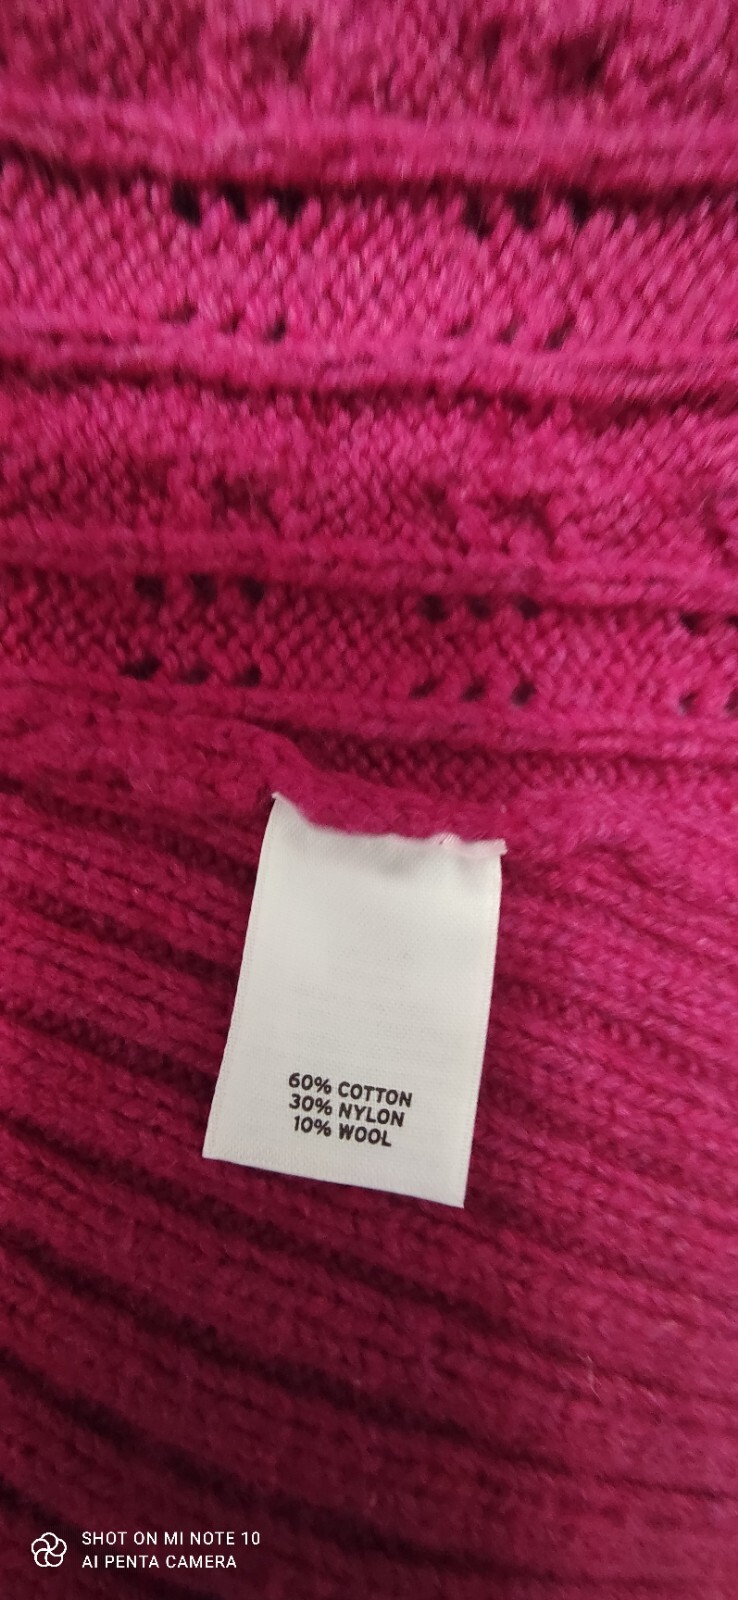 60% COTTON
30% NYLON
10% WOOL
SHOT ON MI NOTE 10
AI PENTA CAMERA